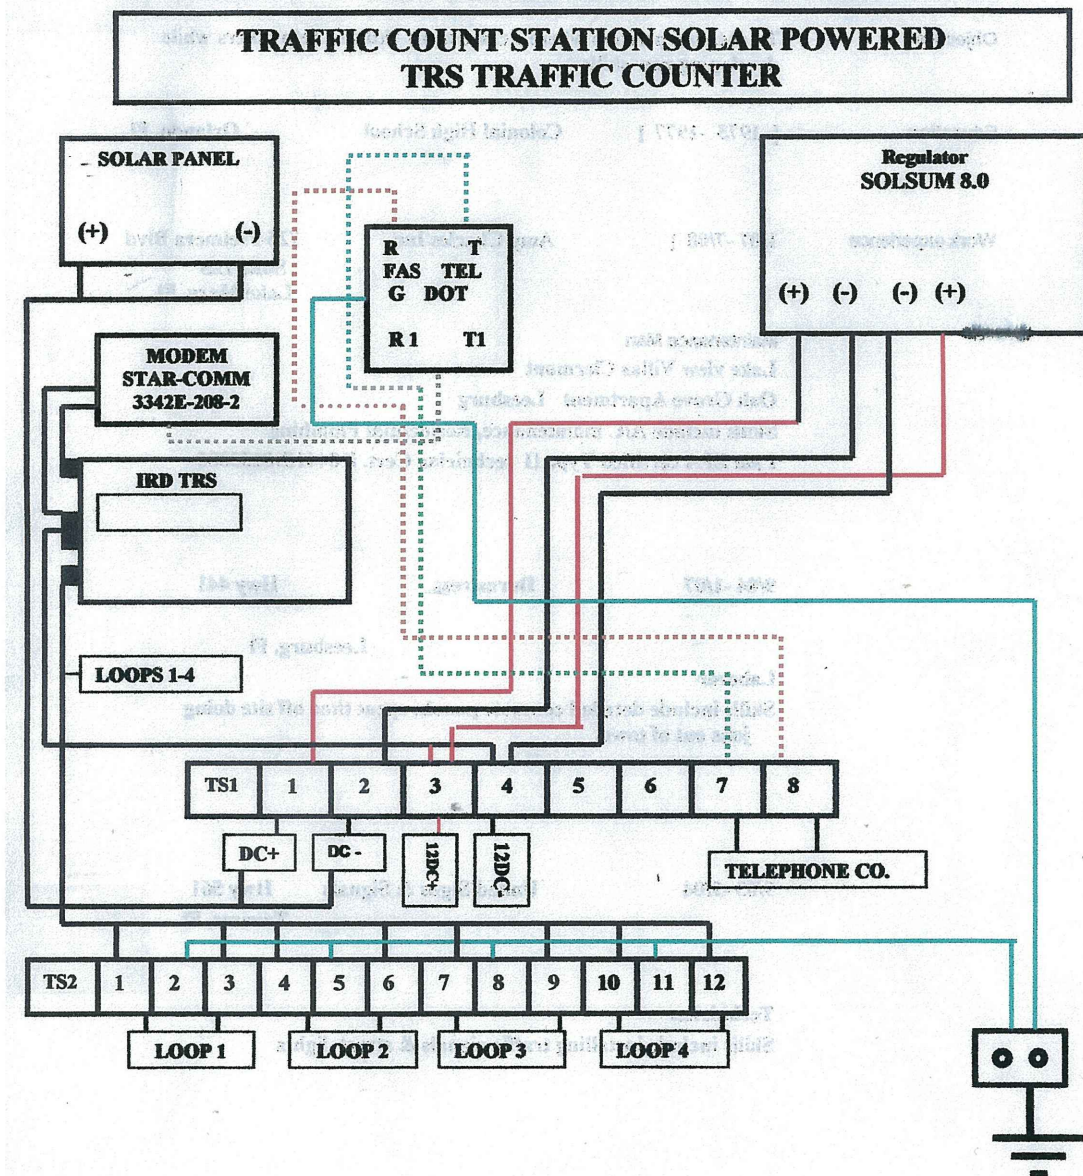 TRAFFIC COUNT STATION SOLAR POWERED
TRS TRAFFIC COUNTER
SOLAR PANEL
(+) (-)
Regulator
SOLSUM 8.0
(+) (-) (-) (+)
R T
FAS TEL
G DOT
R 1 T1
MODEM
STAR-COMM
3342E-208-2
IRD TRS
LOOPS 1-4
TS1 1 2 3 4 5 6 7 8
DC+ DC - 12DC+ 12DC-
TELEPHONE CO.
TS2 1 2 3 4 5 6 7 8 9 10 11 12
LOOP 1 LOOP 2 LOOP 3 LOOP 4